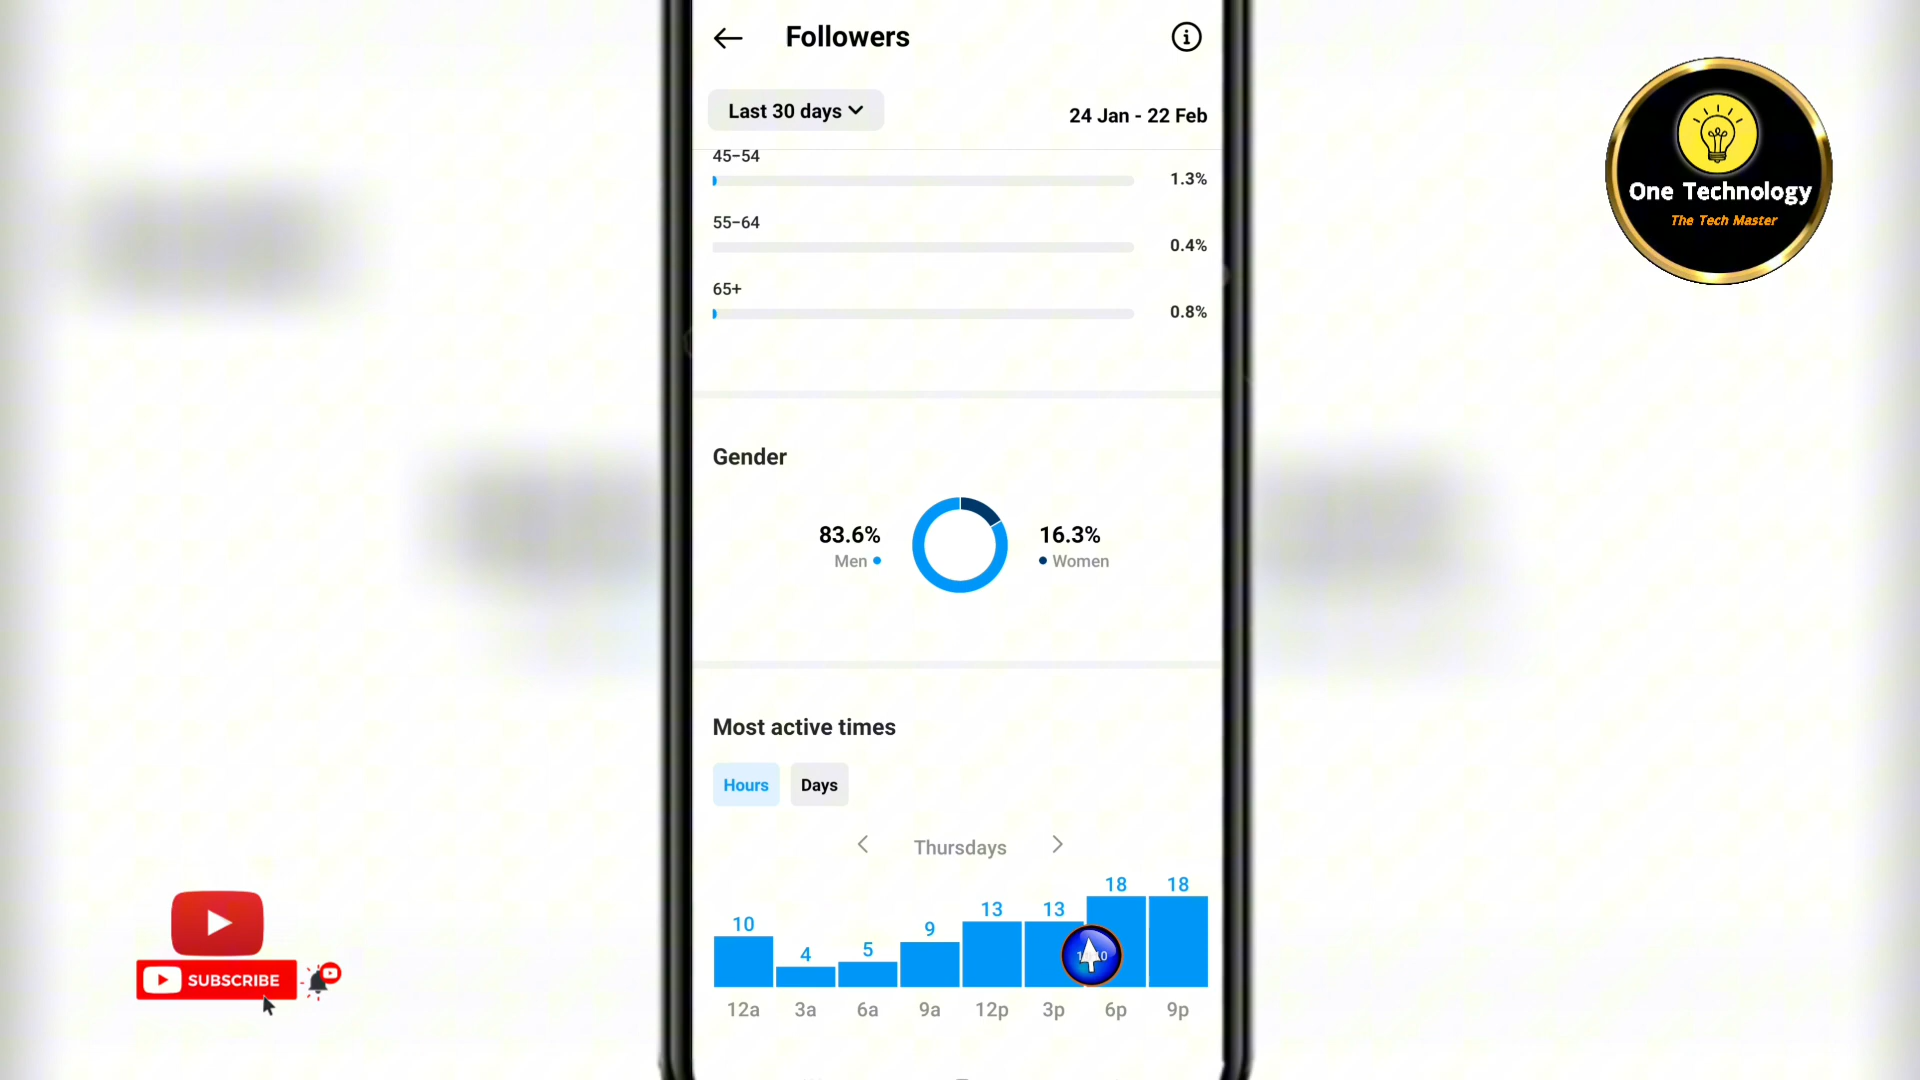 Followers
Last 30 days
24 Jan - 22 Feb
45-54
1.3%
55-64
0.4%
65+
0.8%
Gender
83.6%
Men
16.3%
Women
Most active times
Hours
Days
Thursdays
10
4
5
9
13
13
18
18
12a
3a
6a
9a
12p
3p
6p
9p
One Technology
The Tech Master
SUBSCRIBE